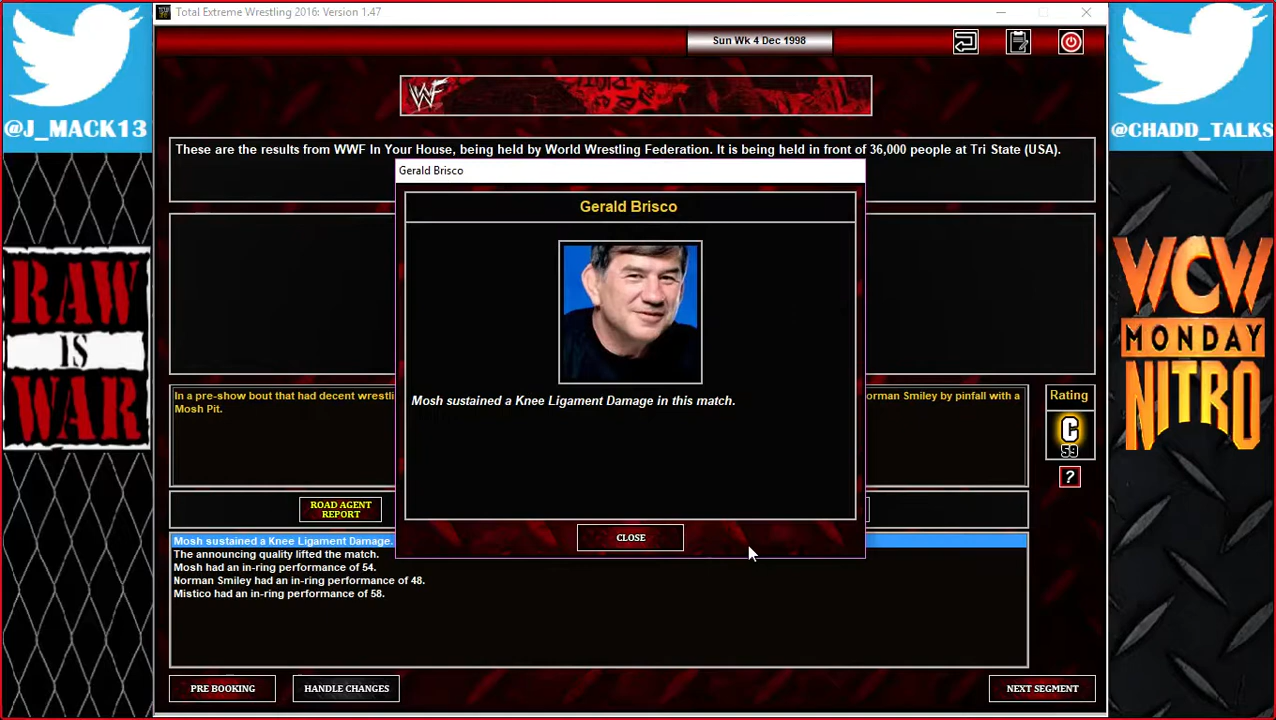 Total Extreme Wrestling 2016: Version 1.47
Sun Wk 4 Dec 1998
@J_MACK13
@CHADD_TALKS
WF
These are the results from WWF In Your House, being held by World Wrestling Federation. It is being held in front of 36,000 people at Tri State (USA).
Gerald Brisco
Gerald Brisco
Mosh sustained a Knee Ligament Damage in this match.
CLOSE
RAW
IS
WAR
WCW
MONDAY
NITRO
In a pre-show bout that had decent wrestli
orman Smiley by pinfall with a
Mosh Pit.
Rating
C
59
?
ROAD AGENT
REPORT
Mosh sustained a Knee Ligament Damage.
The announcing quality lifted the match.
Mosh had an in-ring performance of 54.
Norman Smiley had an in-ring performance of 48.
Mistico had an in-ring performance of 58.
PRE BOOKING
HANDLE CHANGES
NEXT SEGMENT